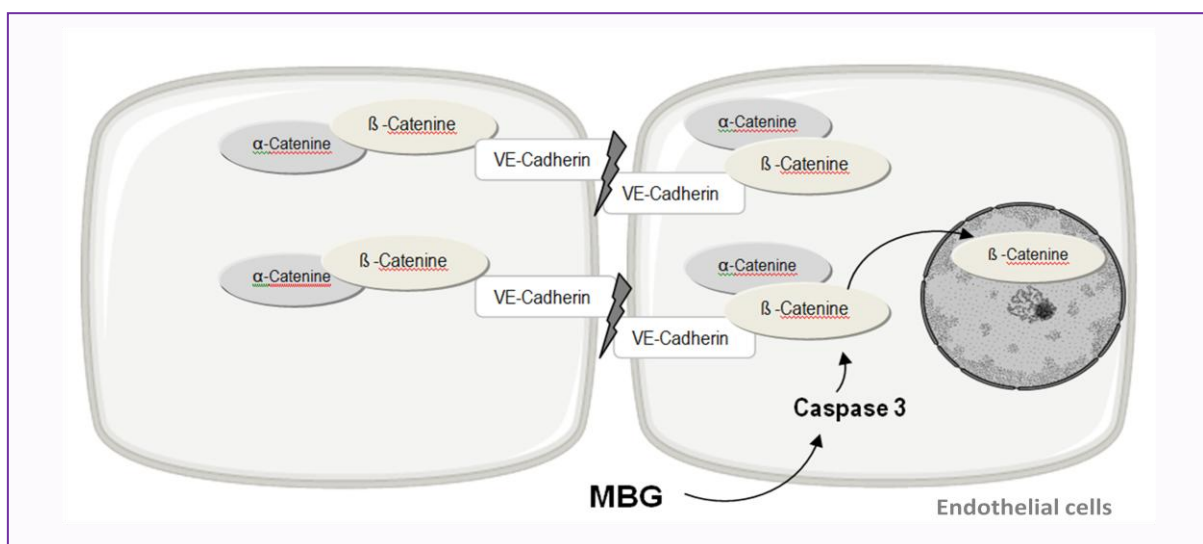 α-Catenine
ß -Catenine
VE-Cadherin
α-Catenine
ß -Catenine
VE-Cadherin
α-Catenine
ß -Catenine
VE-Cadherin
α-Catenine
ß -Catenine
VE-Cadherin
ß -Catenine
Caspase 3
MBG
Endothelial cells